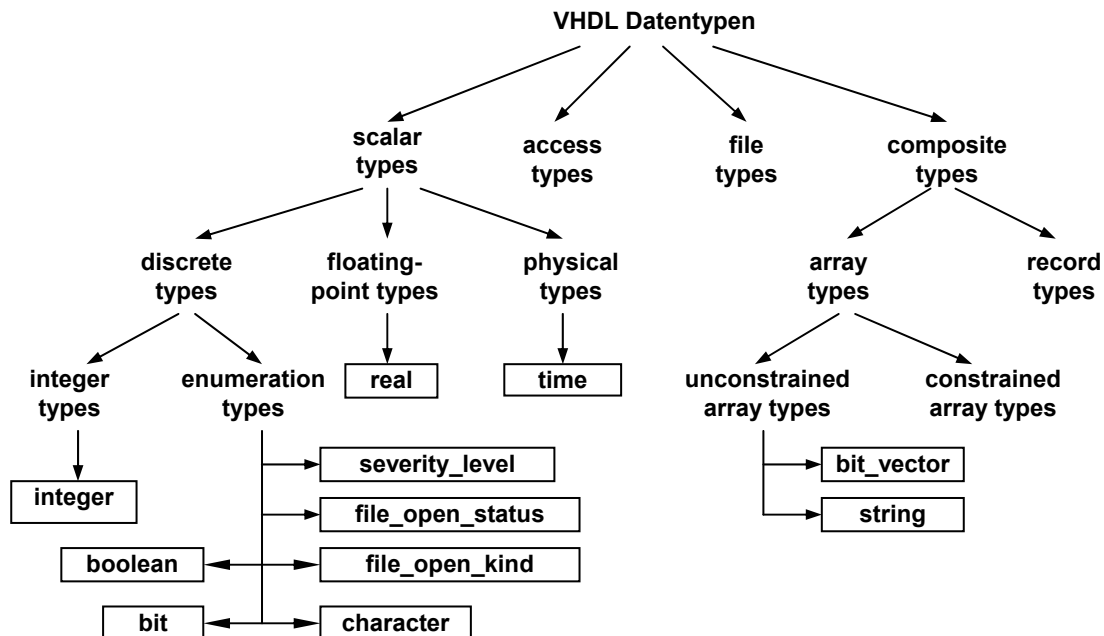 VHDL Datentypen
scalar
types
access
types
file
types
composite
types
discrete
types
floating-
point types
physical
types
array
types
record
types
integer
types
enumeration
types
real
time
unconstrained
array types
constrained
array types
integer
severity_level
file_open_status
boolean
file_open_kind
bit
character
bit_vector
string